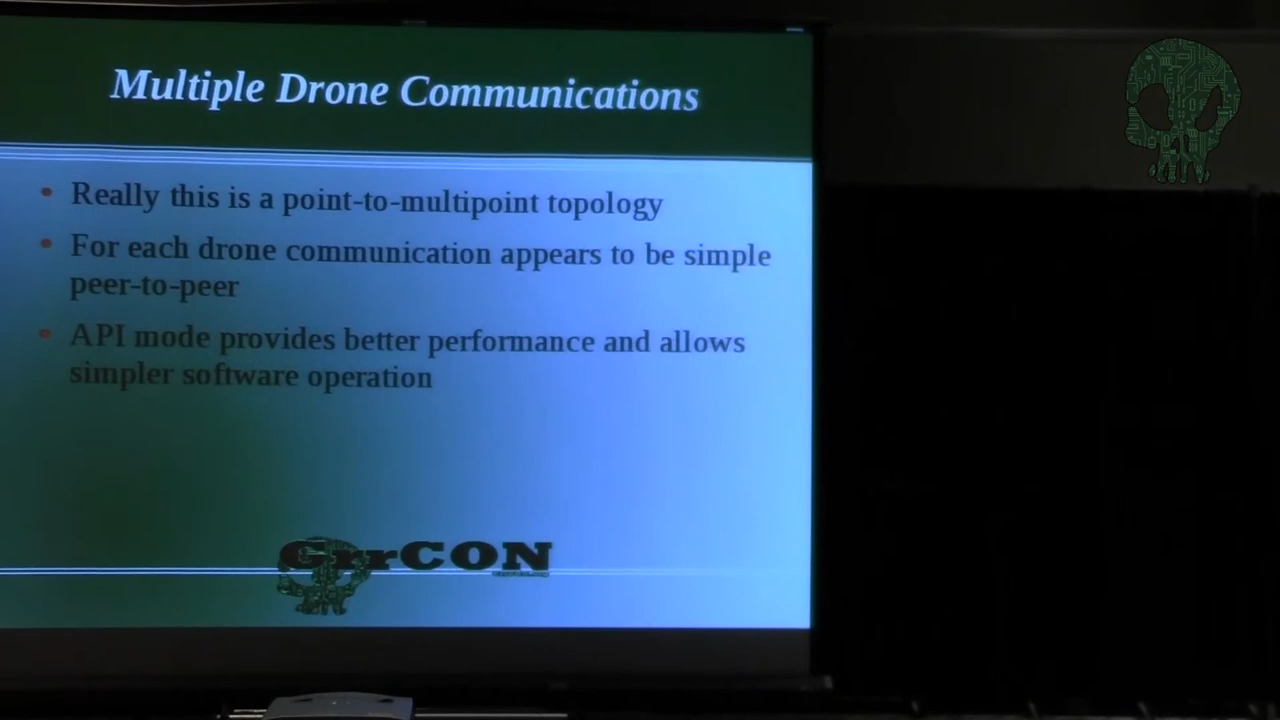 Multiple Drone Communications
Really this is a point-to-multipoint topology
For each drone communication appears to be simple
peer-to-peer
API mode provides better performance and allows
simpler software operation
GrrCON